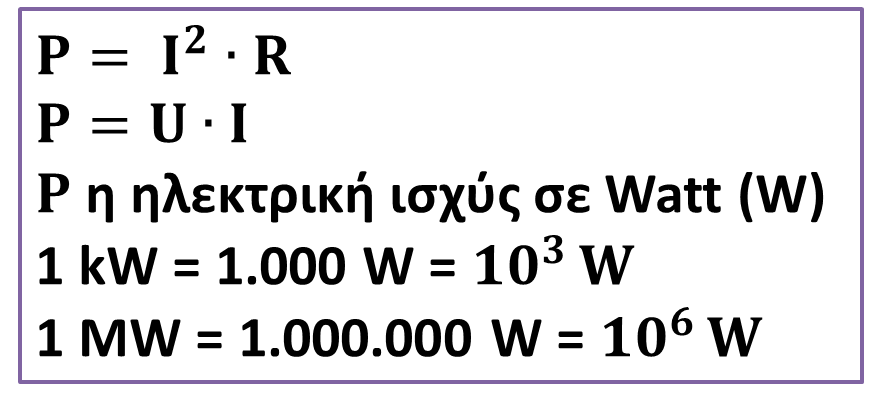 P = I² · R
P = U · I
P η ηλεκτρική ισχύς σε Watt (W)
1 kW = 1.000 W = 10³ W
1 MW = 1.000.000 W = 10⁶ W